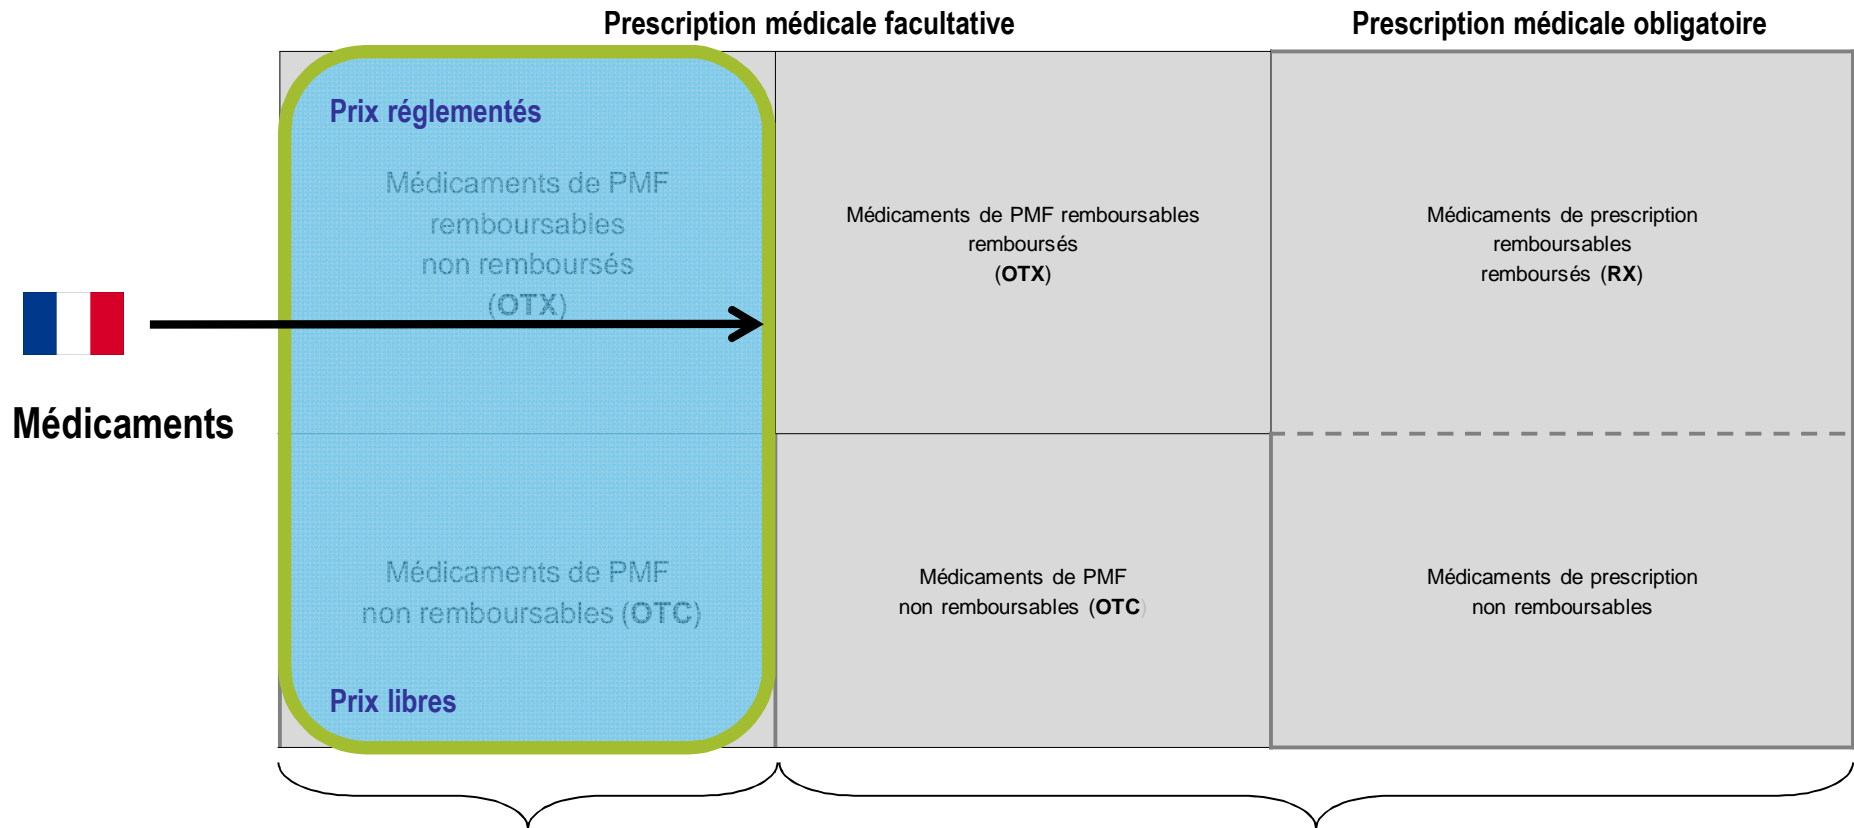 Prescription médicale facultative
Prescription médicale obligatoire
Prix réglementés
Médicaments de PMF
remboursables
non remboursés
(OTX)
Médicaments de PMF remboursables
remboursés
(OTX)
Médicaments de prescription
remboursables
remboursés (RX)
Médicaments
Médicaments de PMF
non remboursables (OTC)
Prix libres
Médicaments de PMF
non remboursables (OTC)
Médicaments de prescription
non remboursables